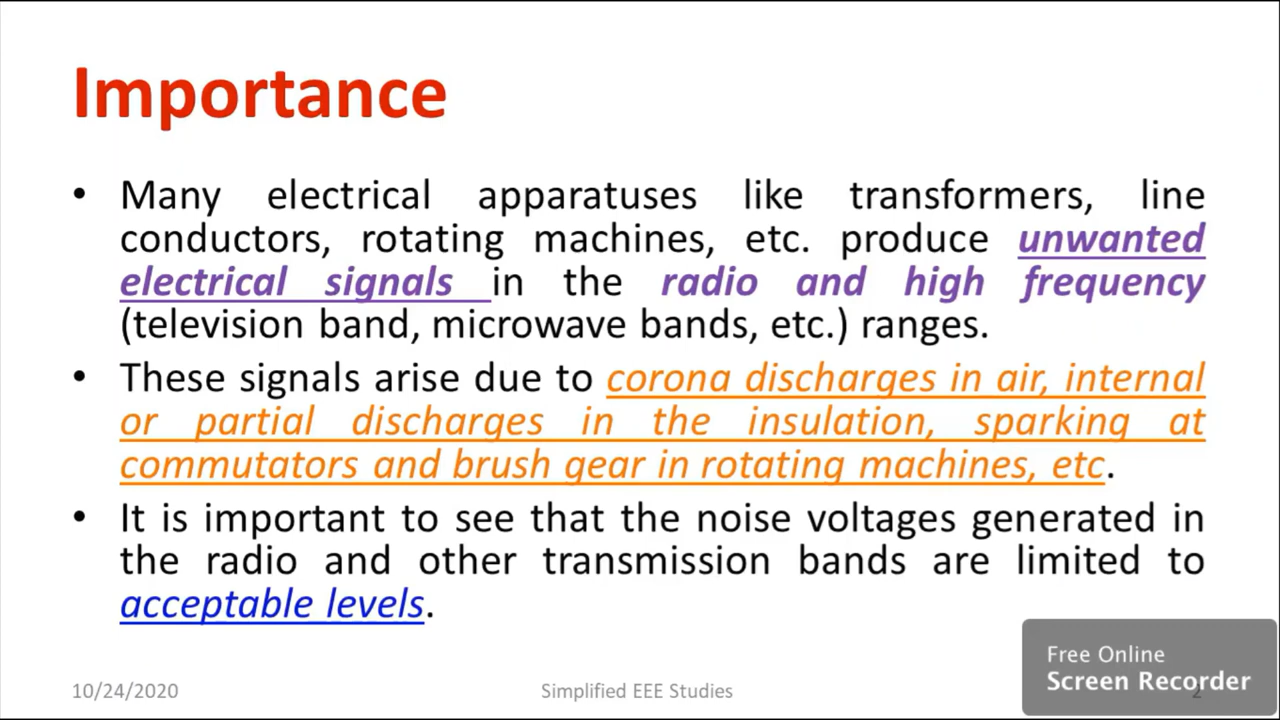 Importance
• Many electrical apparatuses like transformers, line
conductors, rotating machines, etc. produce unwanted
electrical signals in the radio and high frequency
(television band, microwave bands, etc.) ranges.
• These signals arise due to corona discharges in air, internal
or partial discharges in the insulation, sparking at
commutators and brush gear in rotating machines, etc.
• It is important to see that the noise voltages generated in
the radio and other transmission bands are limited to
acceptable levels.
10/24/2020
Simplified EEE Studies
2
Free Online
Screen Recorder